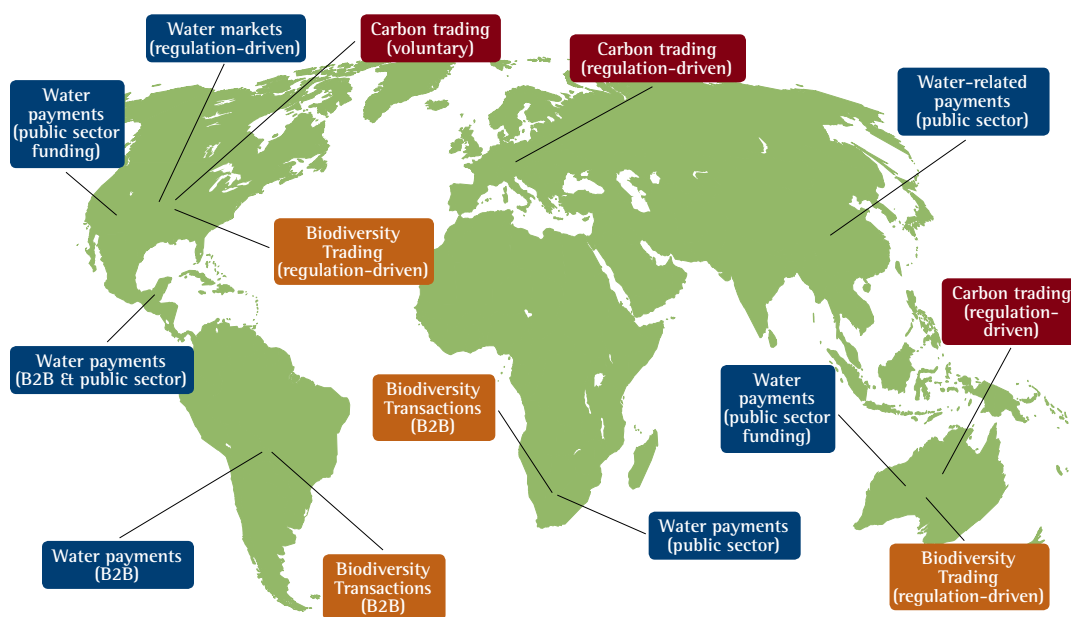 Water markets
(regulation-driven)
Carbon trading
(voluntary)
Carbon trading
(regulation-driven)
Water-related
payments
(public sector)
Water
payments
(public sector
funding)
Biodiversity
Trading
(regulation-driven)
Carbon trading
(regulation-
driven)
Water payments
(B2B & public sector)
Biodiversity
Transactions
(B2B)
Water
payments
(public sector
funding)
Water payments
(B2B)
Biodiversity
Transactions
(B2B)
Water payments
(public sector)
Biodiversity
Trading
(regulation-driven)